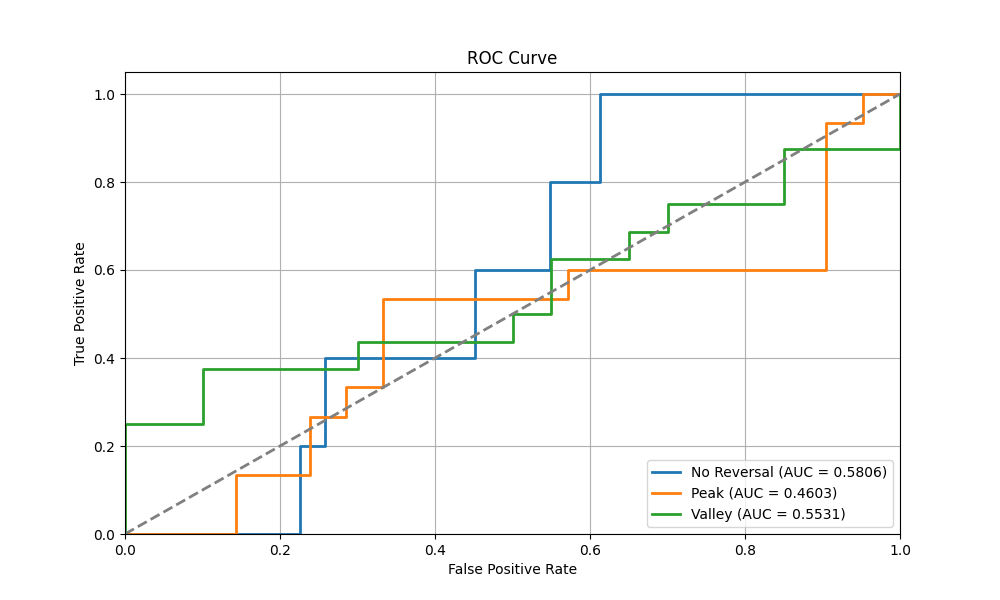 ROC Curve
True Positive Rate
1.0
0.8
0.6
0.4
0.2
0.0
0.0 0.2 0.4 0.6 0.8 1.0
False Positive Rate
No Reversal (AUC = 0.5806)
Peak (AUC = 0.4603)
Valley (AUC = 0.5531)